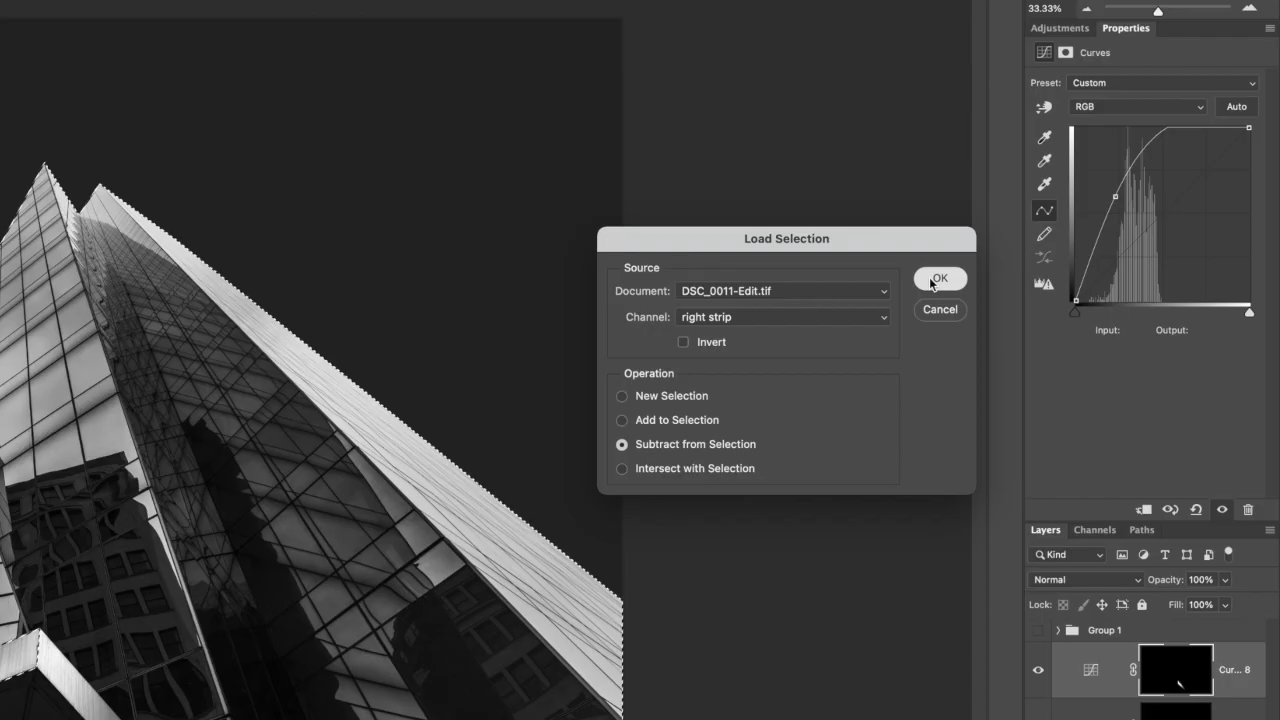 33.33%
Adjustments Properties
Curves
Preset: Custom
RGB Auto
Load Selection
Source
Document: DSC_0011-Edit.tif
Channel: right strip
Invert
OK
Cancel
Operation
New Selection
Add to Selection
Subtract from Selection
Intersect with Selection
Input: Output:
Layers Channels Paths
Kind
Normal Opacity: 100%
Lock: Fill: 100%
Group 1
Cur... 8